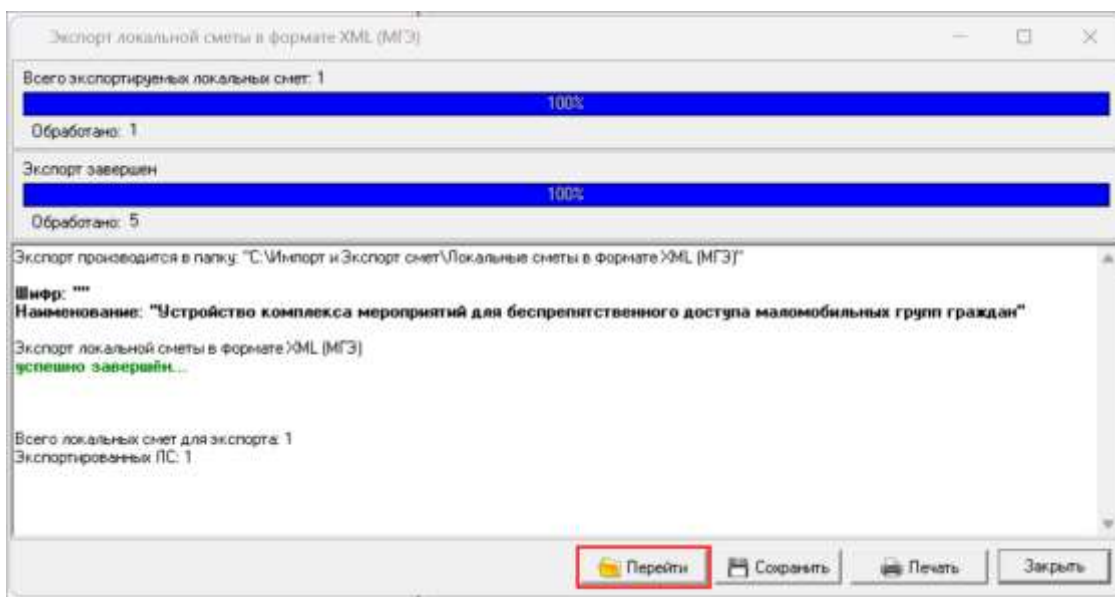 Экспорт локальной сметы в формате XML (МГЭ)
Всего экспортируемых локальных смет: 1
100%
Обработано: 1
Экспорт завершен
100%
Обработано: 5
Экспорт производится в папку: "C:\Импорт и Экспорт смет\Локальные сметы в формате XML (МГЭ)"
Шифр: ""
Наименование: "Устройство комплекса мероприятий для беспрепятственного доступа маломобильных групп граждан"
Экспорт локальной сметы в формате XML (МГЭ)
успешно завершён...
Всего локальных смет для экспорта: 1
Экспортированных ЛС: 1
Перейти Сохранить Печать Закрыть